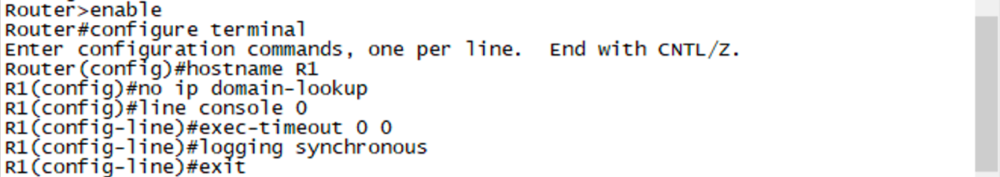 Router>enable
Router#configure terminal
Enter configuration commands, one per line.  End with CNTL/Z.
Router(config)#hostname R1
R1(config)#no ip domain-lookup
R1(config)#line console 0
R1(config-line)#exec-timeout 0 0
R1(config-line)#logging synchronous
R1(config-line)#exit